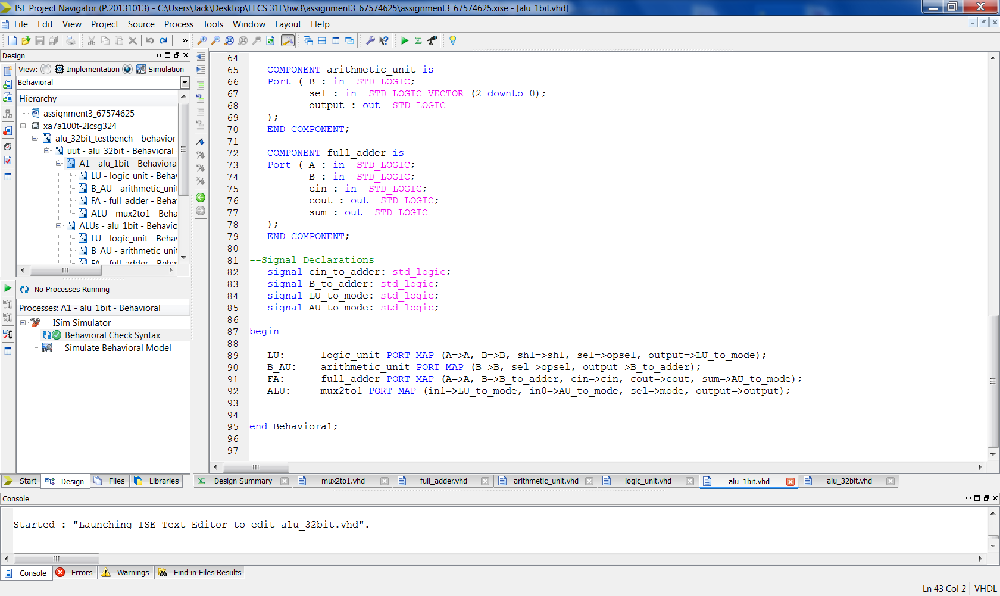 ISE Project Navigator (P.20131013) - C:\Users\Jack\Desktop\EECS 31L\hw3\assignment3_67574625\assignment3_67574625.xise - [alu_1bit.vhd]
File Edit View Project Source Process Tools Window Layout Help
Design
View: Implementation Simulation
Behavioral
Hierarchy
assignment3_67574625
xa7a100t-2Icsg324
alu_32bit_testbench - behavior
uut - alu_32bit - Behavioral (
A1 - alu_1bit - Behaviora
LU - logic_unit - Behav
B_AU - arithmetic_unit
FA - full_adder - Beha
ALU - mux2to1 - Beha
ALUs - alu_1bit - Behavio
LU - logic_unit - Behav
B_AU - arithmetic_unit
FA - full_adder - Behav
No Processes Running
Processes: A1 - alu_1bit - Behavioral
ISim Simulator
Behavioral Check Syntax
Simulate Behavioral Model
Start Design Files Libraries
64
65 COMPONENT arithmetic_unit is
66 Port ( B : in STD_LOGIC;
67 sel : in STD_LOGIC_VECTOR (2 downto 0);
68 output : out STD_LOGIC
69 );
70 END COMPONENT;
71
72 COMPONENT full_adder is
73 Port ( A : in STD_LOGIC;
74 B : in STD_LOGIC;
75 cin : in STD_LOGIC;
76 cout : out STD_LOGIC;
77 sum : out STD_LOGIC
78 );
79 END COMPONENT;
80
81 --Signal Declarations
82 signal cin_to_adder: std_logic;
83 signal B_to_adder: std_logic;
84 signal LU_to_mode: std_logic;
85 signal AU_to_mode: std_logic;
86
87 begin
88
89 LU: logic_unit PORT MAP (A=>A, B=>B, shl=>shl, sel=>opsel, output=>LU_to_mode);
90 B_AU: arithmetic_unit PORT MAP (B=>B, sel=>opsel, output=>B_to_adder);
91 FA: full_adder PORT MAP (A=>A, B=>B_to_adder, cin=>cin, cout=>cout, sum=>AU_to_mode);
92 ALU: mux2to1 PORT MAP (in1=>LU_to_mode, in0=>AU_to_mode, sel=>mode, output=>output);
93
94
95 end Behavioral;
96
97
Design Summary mux2to1.vhd full_adder.vhd arithmetic_unit.vhd logic_unit.vhd alu_1bit.vhd alu_32bit.vhd
Console
Started : "Launching ISE Text Editor to edit alu_32bit.vhd".
Console Errors Warnings Find in Files Results
Ln 43 Col 2 VHDL